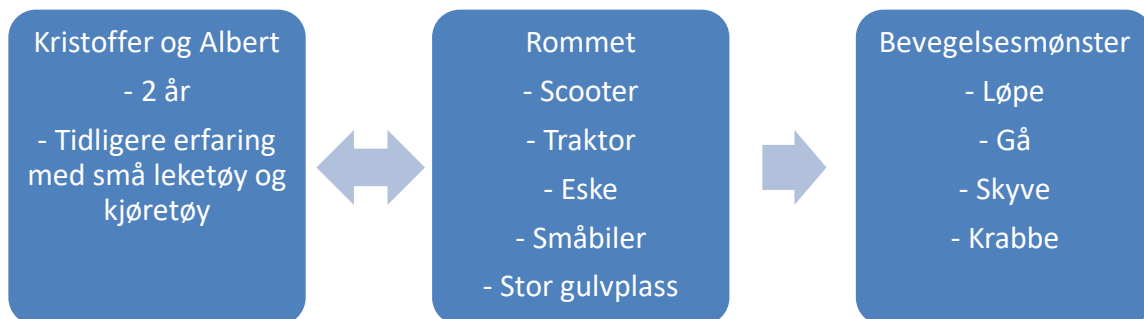 Kristoffer og Albert
- 2 år
- Tidligere erfaring
med små leketøy og
kjøretøy
Rommet
- Scooter
- Traktor
- Eske
- Småbiler
- Stor gulvplass
Bevegelsesmønster
- Løpe
- Gå
- Skyve
- Krabbe